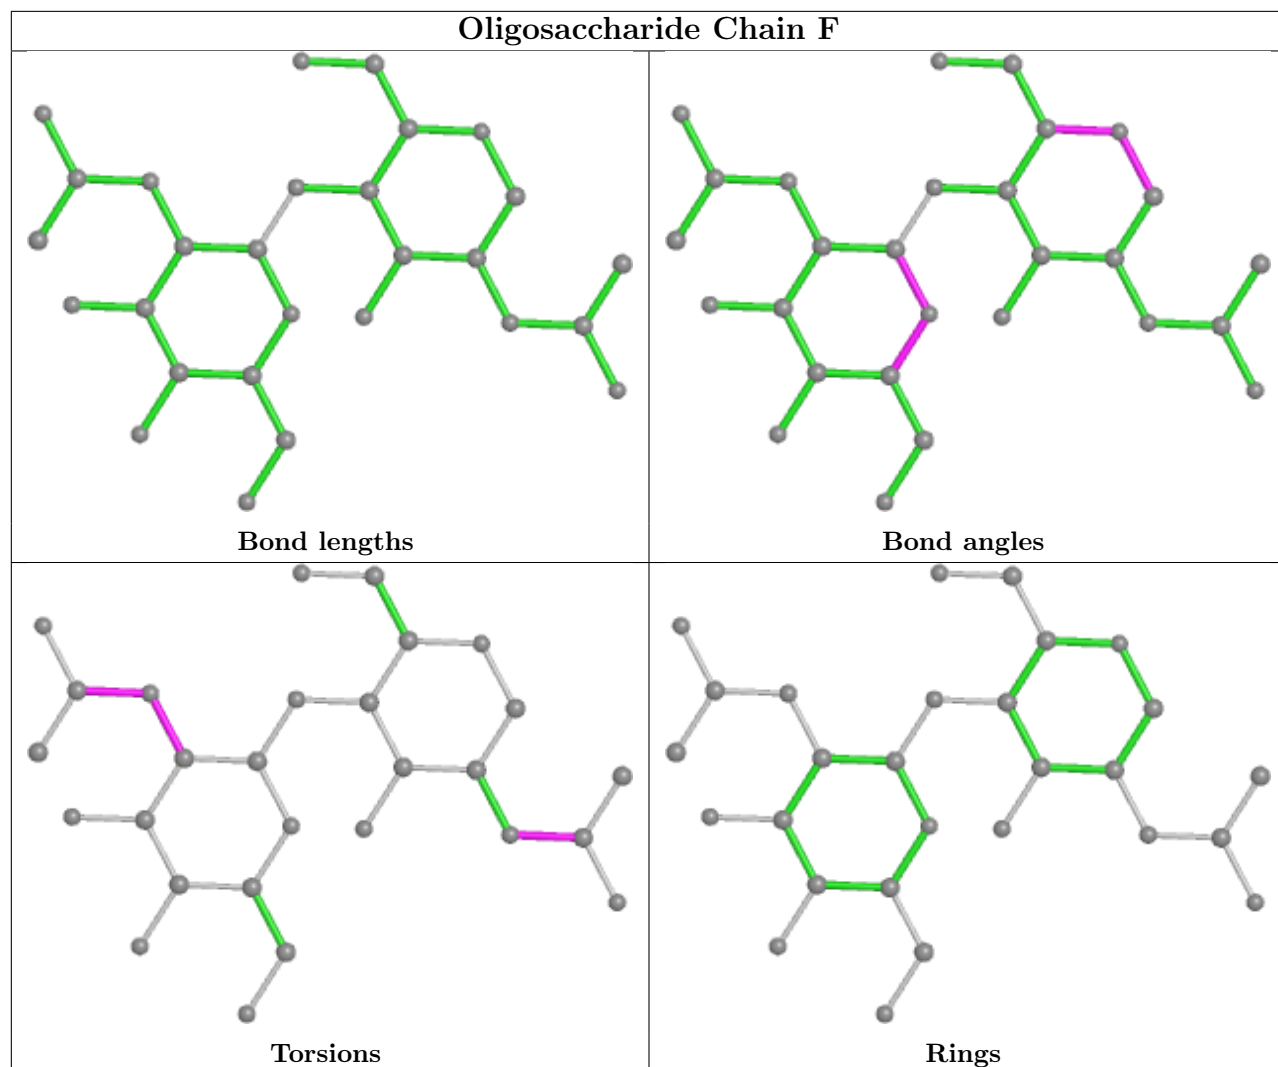 Oligosaccharide Chain F
Bond lengths
Bond angles
Torsions
Rings